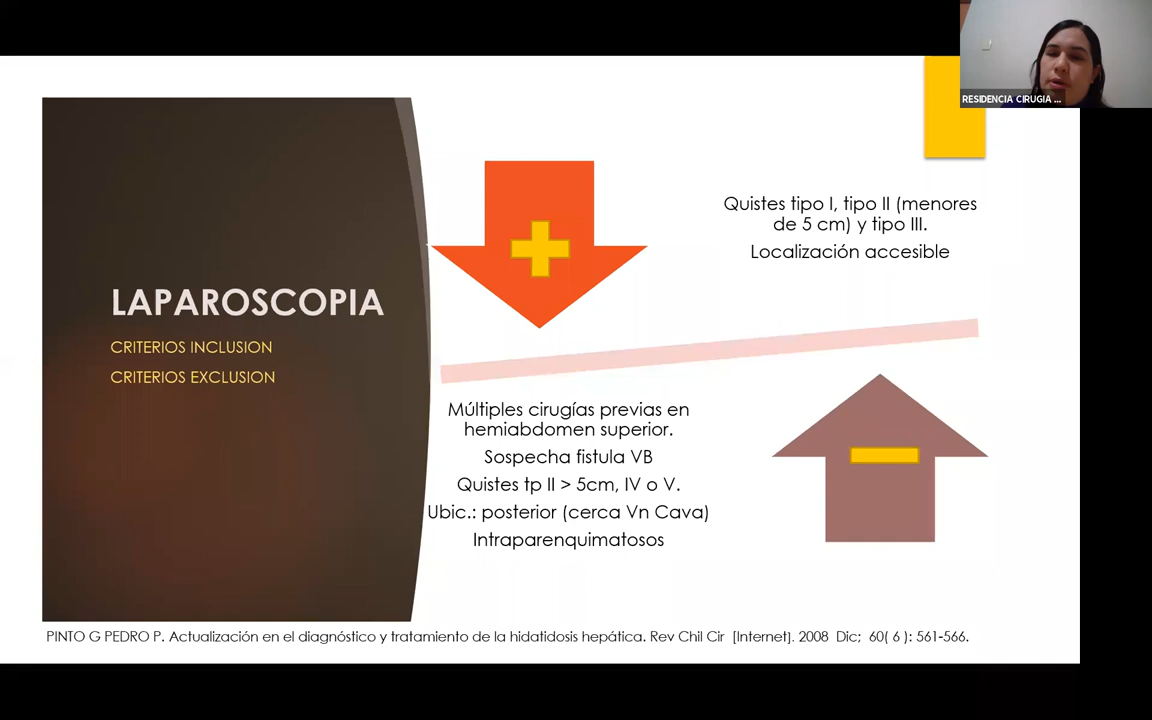 RESIDENCIA CIRUGIA ...
LAPAROSCOPIA
CRITERIOS INCLUSION
CRITERIOS EXCLUSION
Quistes tipo I, tipo II (menores
de 5 cm) y tipo III.
Localización accesible
Múltiples cirugías previas en
hemiabdomen superior.
Sospecha fistula VB
Quistes tp II > 5cm, IV o V.
Ubic.: posterior (cerca Vn Cava)
Intraparenquimatosos
PINTO G PEDRO P. Actualización en el diagnóstico y tratamiento de la hidatidosis hepática. Rev Chil Cir [Internet]. 2008 Dic; 60( 6 ): 561-566.